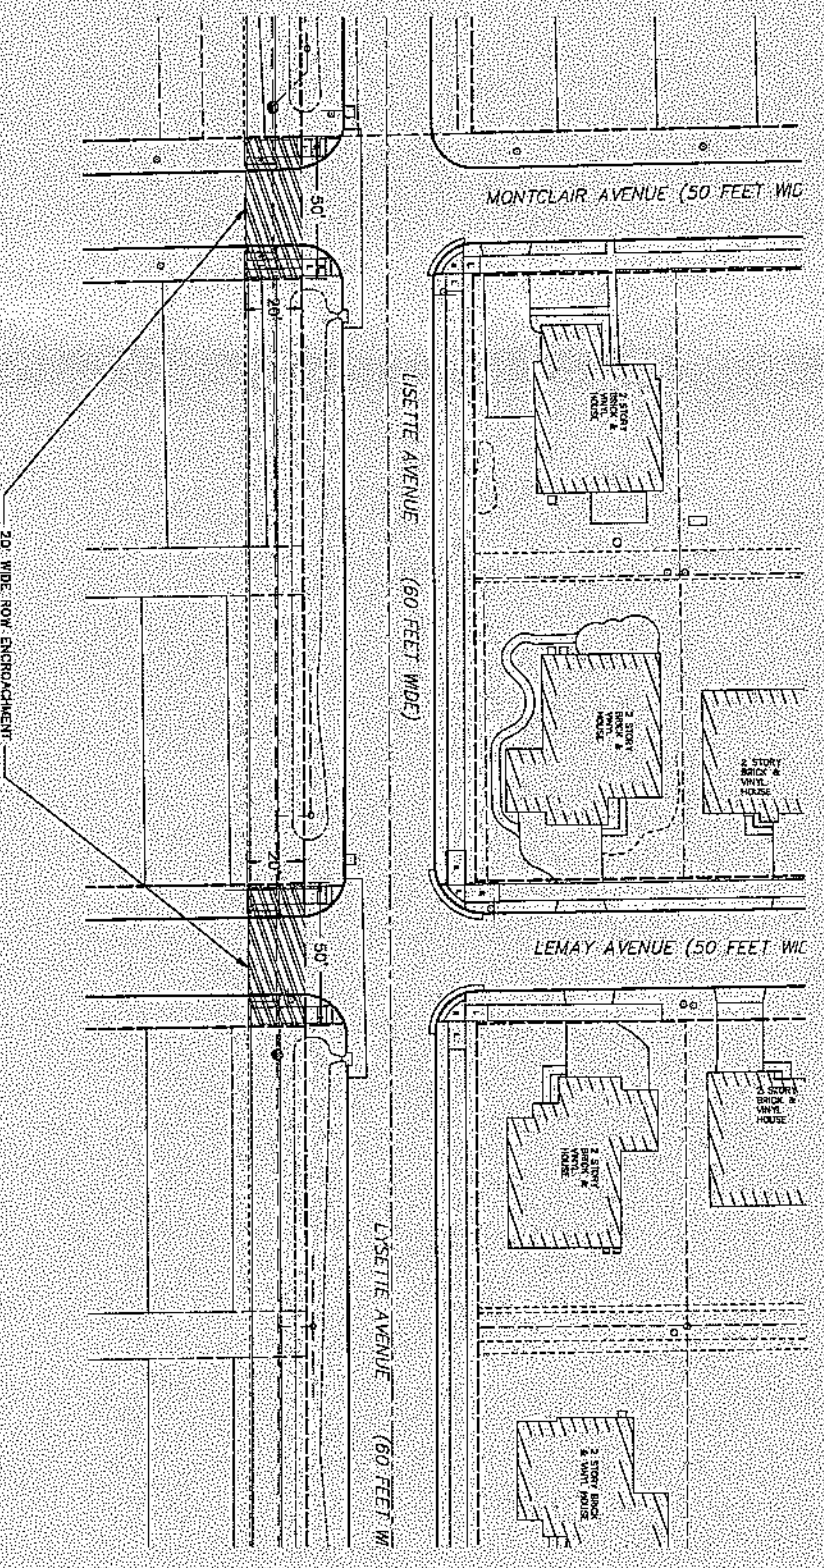 MONTCLAIR AVENUE (50 FEET WID
50'
20'
LISETTE AVENUE (60 FEET WIDE)
2 STORY
BRICK &
VINYL
HOUSE
2 STORY
BRICK &
VINYL
HOUSE
2 STORY
BRICK &
VINYL
HOUSE
20'
50'
LEMAY AVENUE (50 FEET WID
20' WIDE ROW ENCROACHMENT
2 STORY
BRICK &
VINYL
HOUSE
2 STORY
BRICK &
VINYL
HOUSE
LYSETTE AVENUE (60 FEET WI
2 STORY BRICK
& VINYL HOUSE